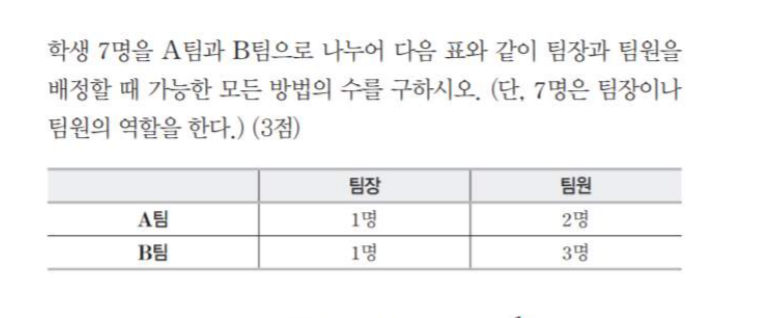 학생 7명을 A팀과 B팀으로 나누어 다음 표와 같이 팀장과 팀원을
배정할 때 가능한 모든 방법의 수를 구하시오. (단, 7명은 팀장이나
팀원의 역할을 한다.) (3점)
팀장 팀원
A팀 1명 2명
B팀 1명 3명